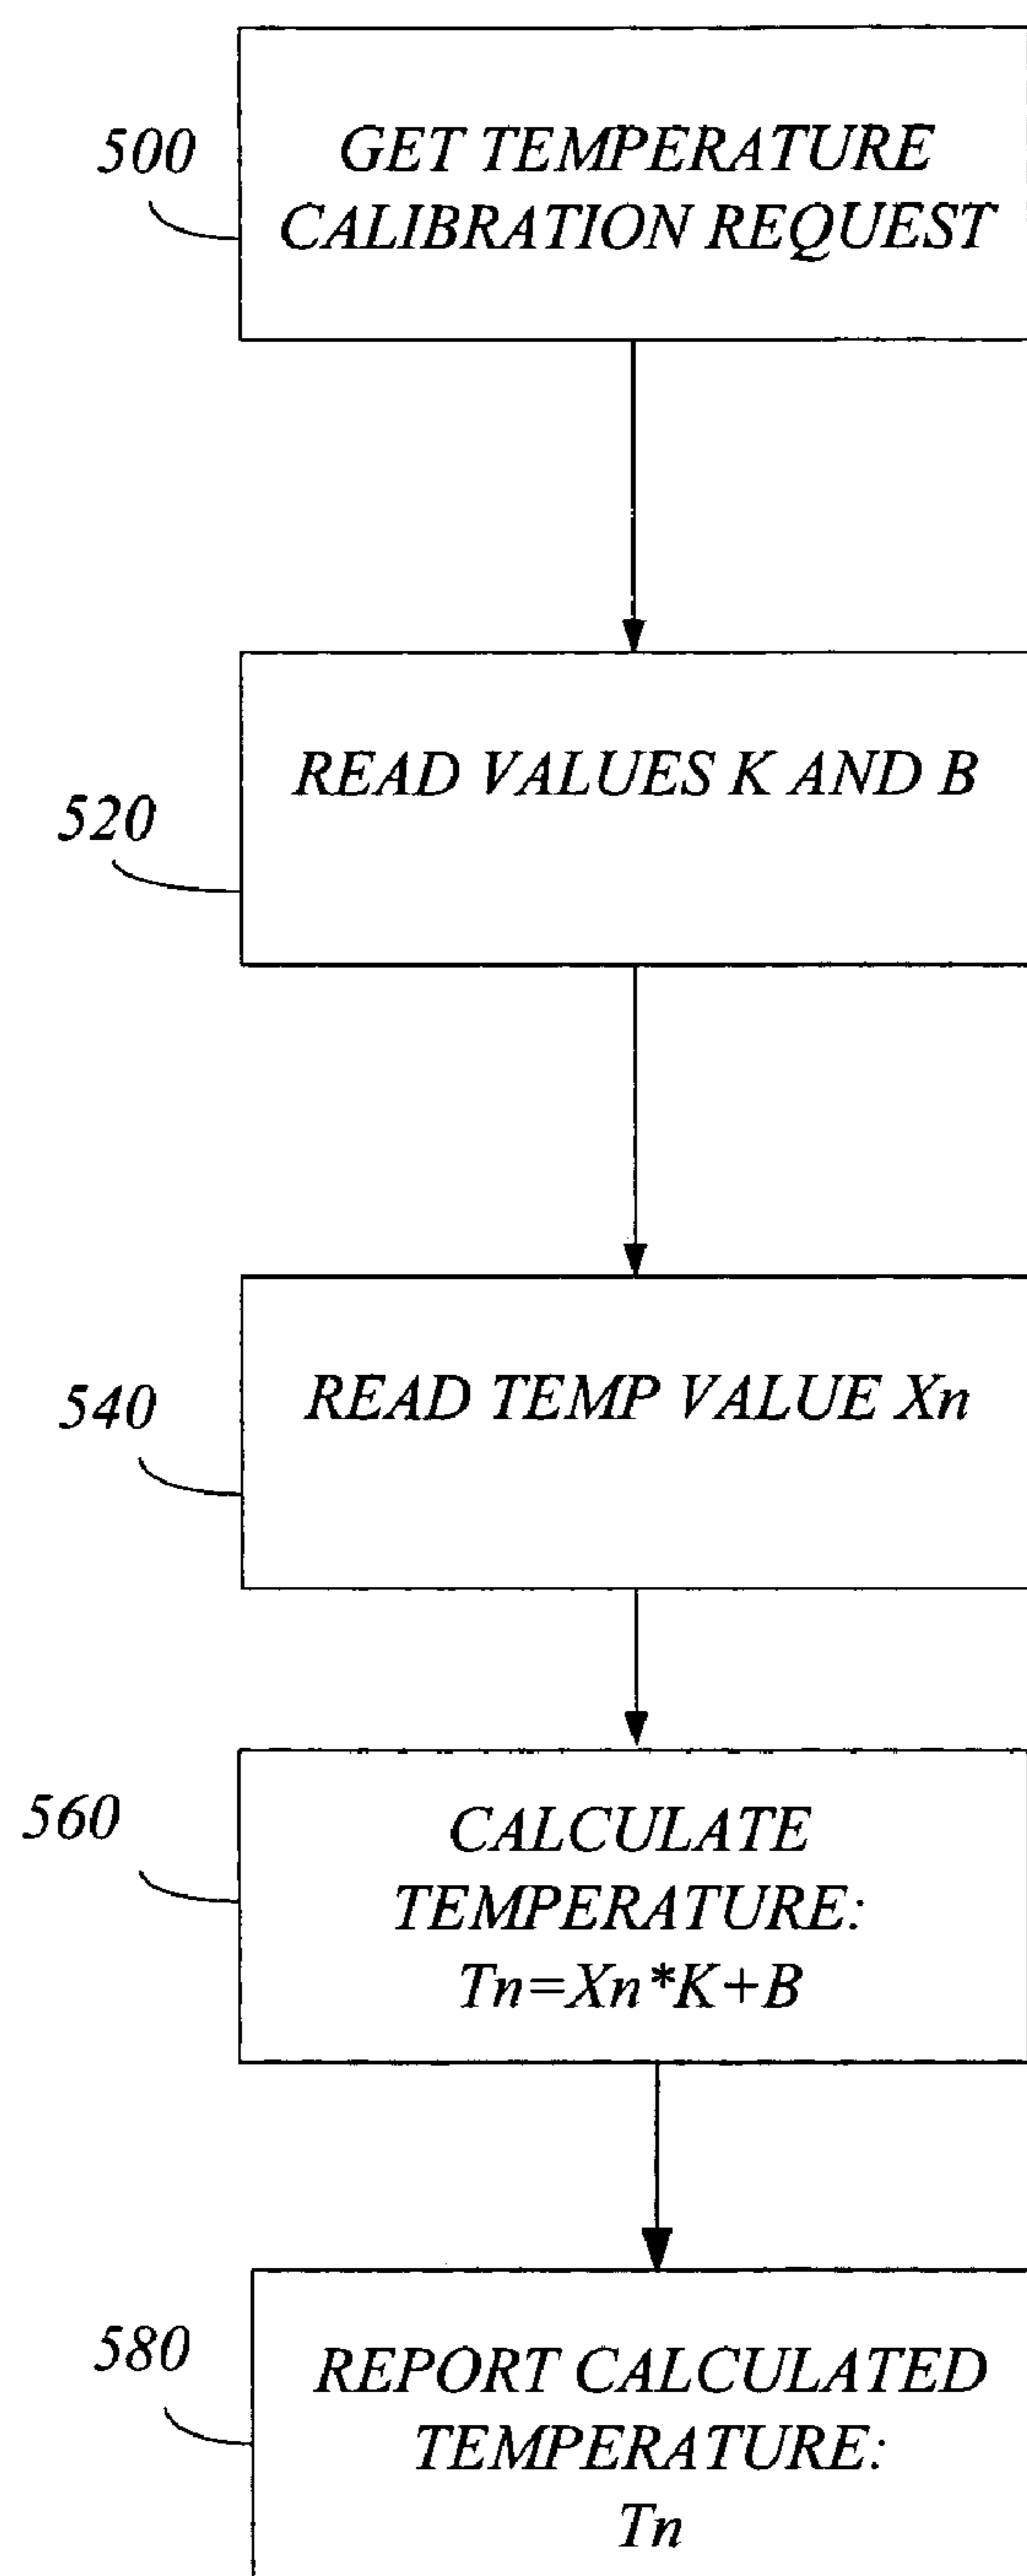 500
GET TEMPERATURE
CALIBRATION REQUEST
520
READ VALUES K AND B
540
READ TEMP VALUE Xn
560
CALCULATE
TEMPERATURE:
Tn=Xn*K+B
580
REPORT CALCULATED
TEMPERATURE:
Tn